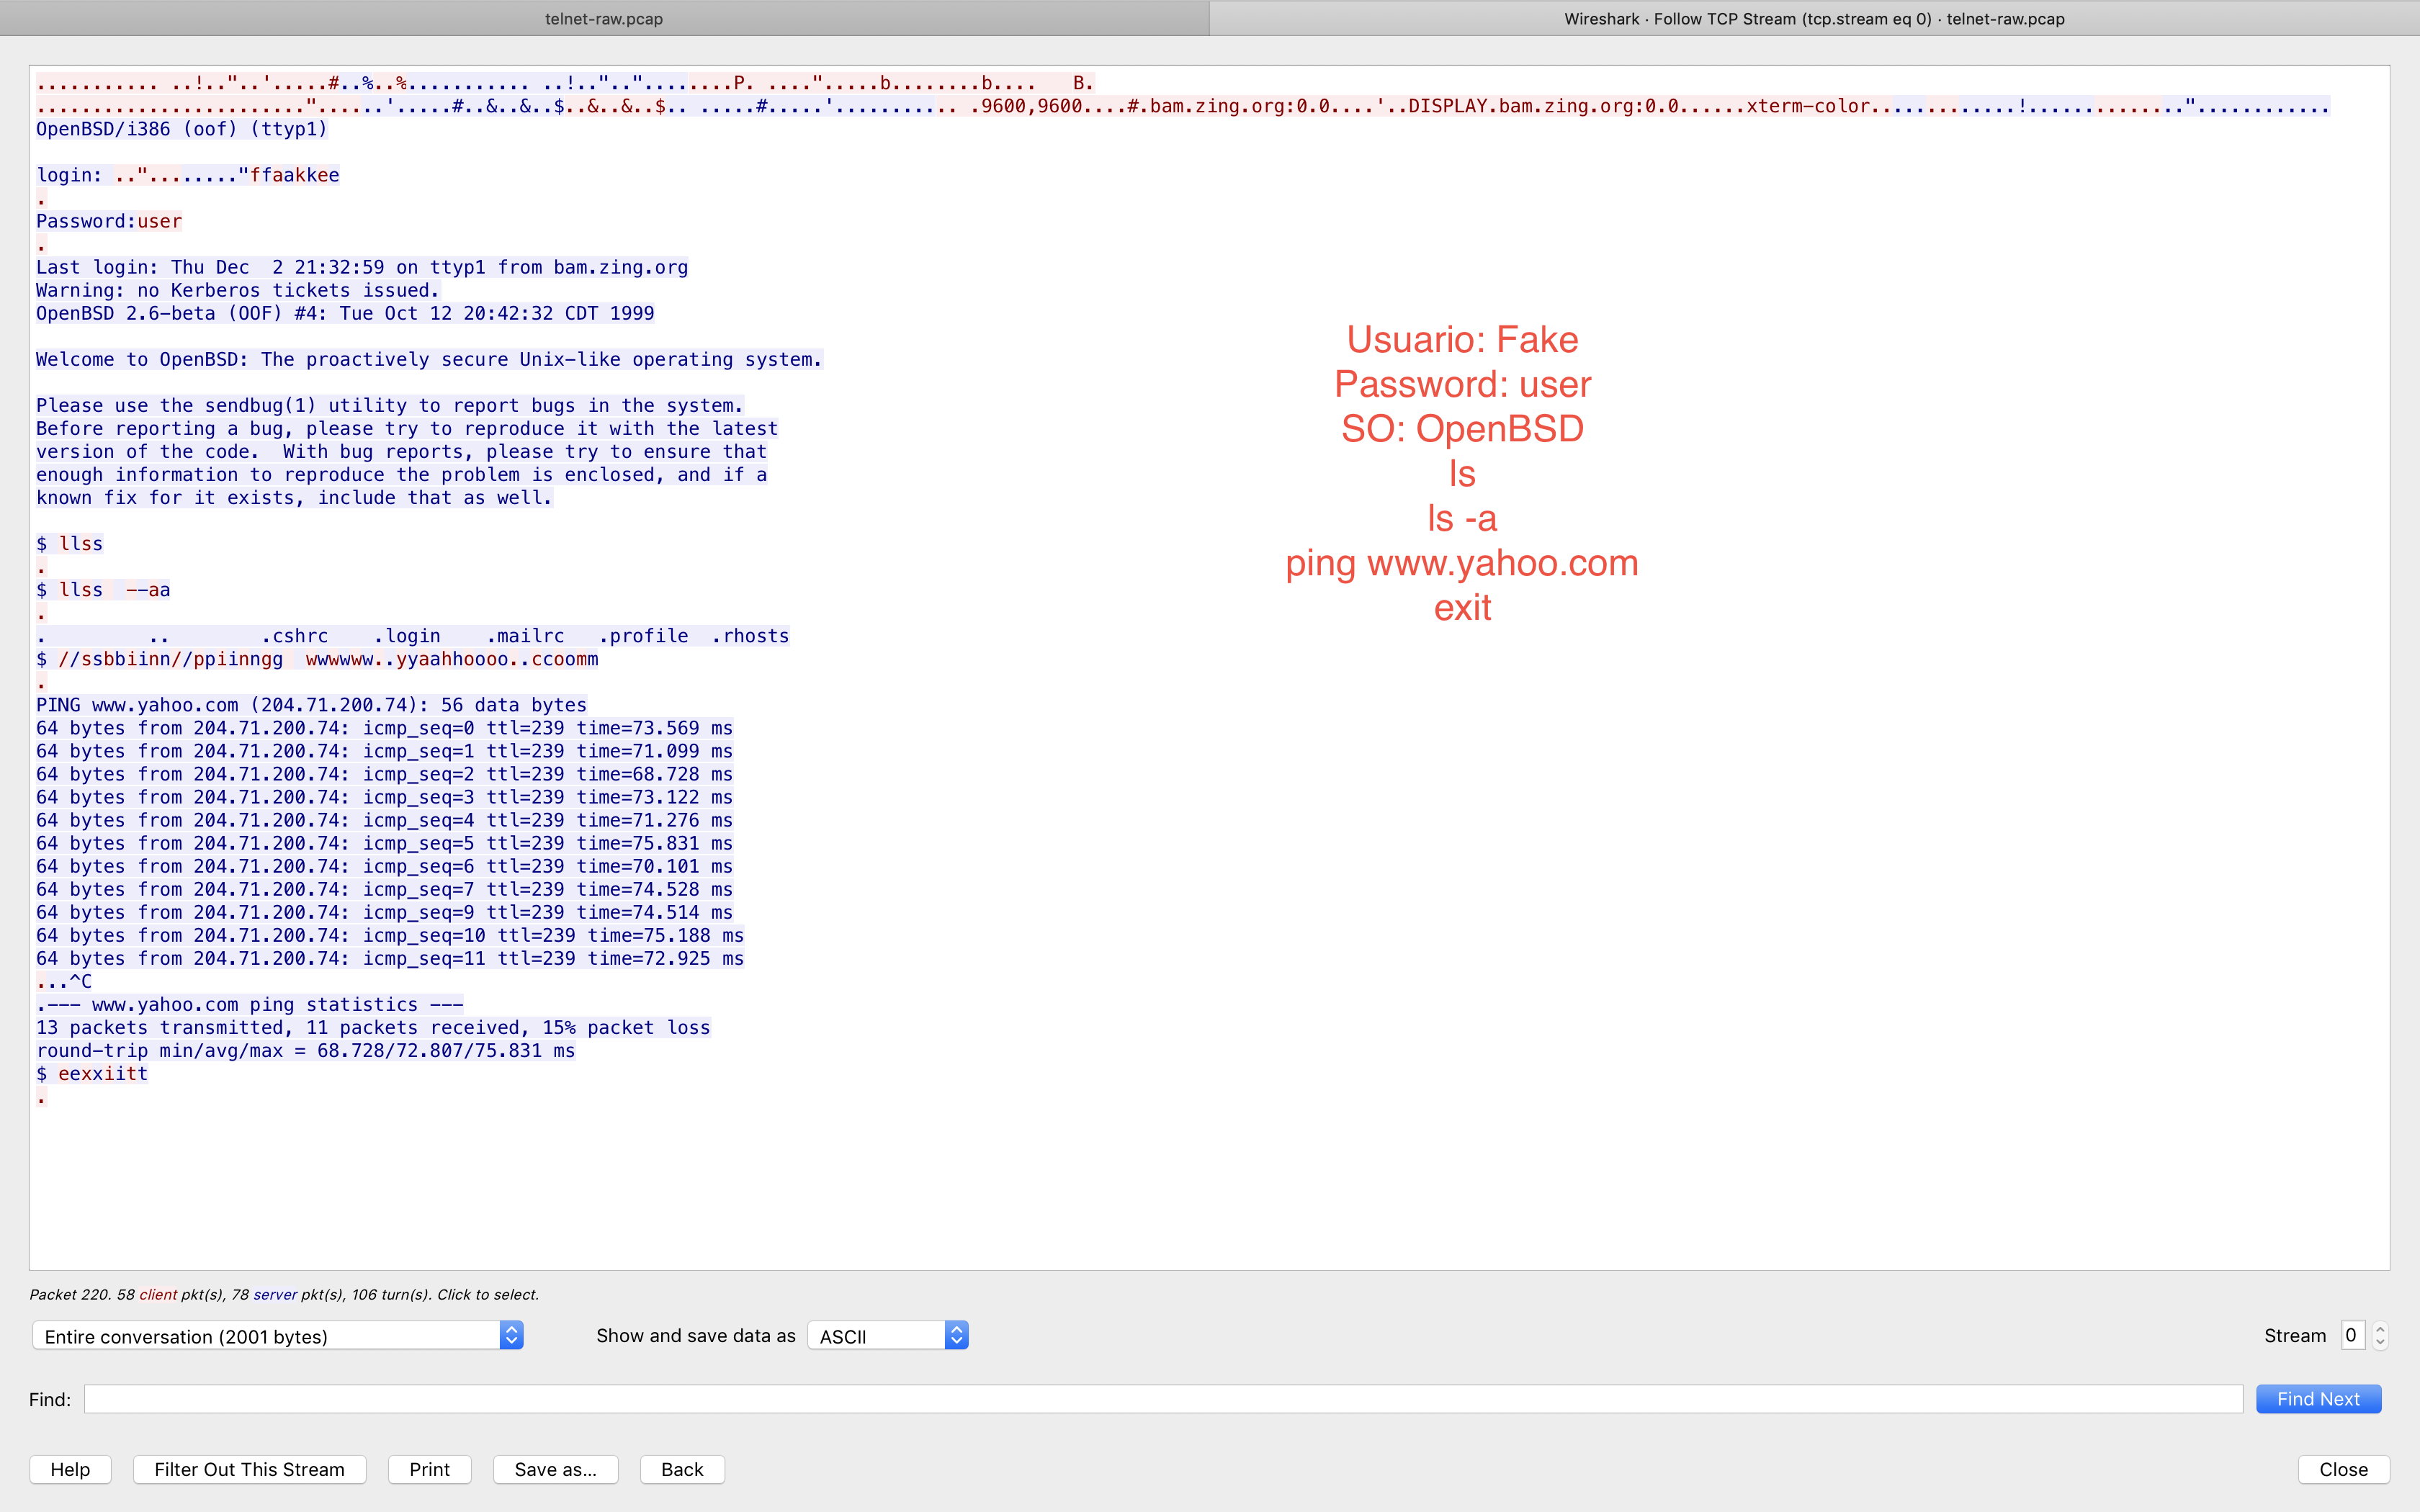 telnet-raw.pcap
Wireshark · Follow TCP Stream (tcp.stream eq 0) · telnet-raw.pcap
........... ..!.."..'.....#..%..%........... ..!..".."........P. ....".....b........b.... B.
........................"......'.....#..&..&..$..&..&..$.. .....#.....'........... .9600,9600....#.bam.zing.org:0.0....'..DISPLAY.bam.zing.org:0.0......xterm-color.............!..............."............
OpenBSD/i386 (oof) (ttyp1)
login: .."........"ffaakkee
.
Password:user
.
Last login: Thu Dec  2 21:32:59 on ttyp1 from bam.zing.org
Warning: no Kerberos tickets issued.
OpenBSD 2.6-beta (OOF) #4: Tue Oct 12 20:42:32 CDT 1999
Welcome to OpenBSD: The proactively secure Unix-like operating system.
Please use the sendbug(1) utility to report bugs in the system.
Before reporting a bug, please try to reproduce it with the latest
version of the code.  With bug reports, please try to ensure that
enough information to reproduce the problem is enclosed, and if a
known fix for it exists, include that as well.
$ llss
.
$ llss  --aa
.
.         ..        .cshrc    .login    .mailrc   .profile  .rhosts
$ //ssbbiinn//ppiinngg  wwwwww..yyaahhoooo..ccoomm
.
PING www.yahoo.com (204.71.200.74): 56 data bytes
64 bytes from 204.71.200.74: icmp_seq=0 ttl=239 time=73.569 ms
64 bytes from 204.71.200.74: icmp_seq=1 ttl=239 time=71.099 ms
64 bytes from 204.71.200.74: icmp_seq=2 ttl=239 time=68.728 ms
64 bytes from 204.71.200.74: icmp_seq=3 ttl=239 time=73.122 ms
64 bytes from 204.71.200.74: icmp_seq=4 ttl=239 time=71.276 ms
64 bytes from 204.71.200.74: icmp_seq=5 ttl=239 time=75.831 ms
64 bytes from 204.71.200.74: icmp_seq=6 ttl=239 time=70.101 ms
64 bytes from 204.71.200.74: icmp_seq=7 ttl=239 time=74.528 ms
64 bytes from 204.71.200.74: icmp_seq=9 ttl=239 time=74.514 ms
64 bytes from 204.71.200.74: icmp_seq=10 ttl=239 time=75.188 ms
64 bytes from 204.71.200.74: icmp_seq=11 ttl=239 time=72.925 ms
...^C
.--- www.yahoo.com ping statistics ---
13 packets transmitted, 11 packets received, 15% packet loss
round-trip min/avg/max = 68.728/72.807/75.831 ms
$ eexxiitt
.
Usuario: Fake
Password: user
SO: OpenBSD
ls
ls -a
ping www.yahoo.com
exit
Packet 220. 58 client pkt(s), 78 server pkt(s), 106 turn(s). Click to select.
Entire conversation (2001 bytes)
Show and save data as
ASCII
Stream
0
Find:
Find Next
Help
Filter Out This Stream
Print
Save as...
Back
Close